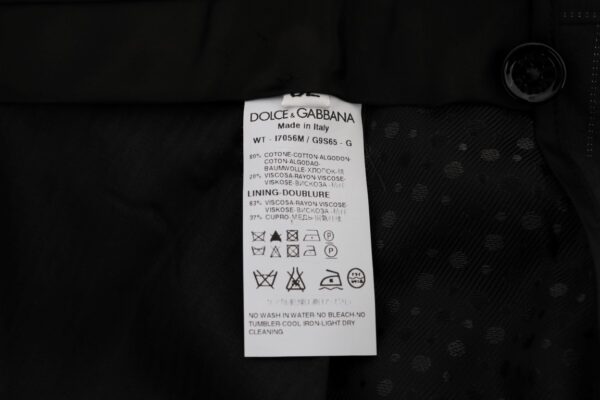 DOLCE & GABBANA
Made in Italy
WT - I7056M / G9S65 - G
80% COTONE-COTTON-ALGODON-
COTON-ALGODAO-
BAUMWOLLE-ХЛОПОК
20% VISCOSA-RAYON-VISCOSE-
VISKOSE-ВИСКОЗА
LINING-DOUBLURE
63% VISCOSA-RAYON-VISCOSE-
VISKOSE-ВИСКОЗА
37% CUPRO-МЕДЬ
NO WASH IN WATER-NO BLEACH-NO
TUMBLER COOL IRON-LIGHT DRY
CLEANING